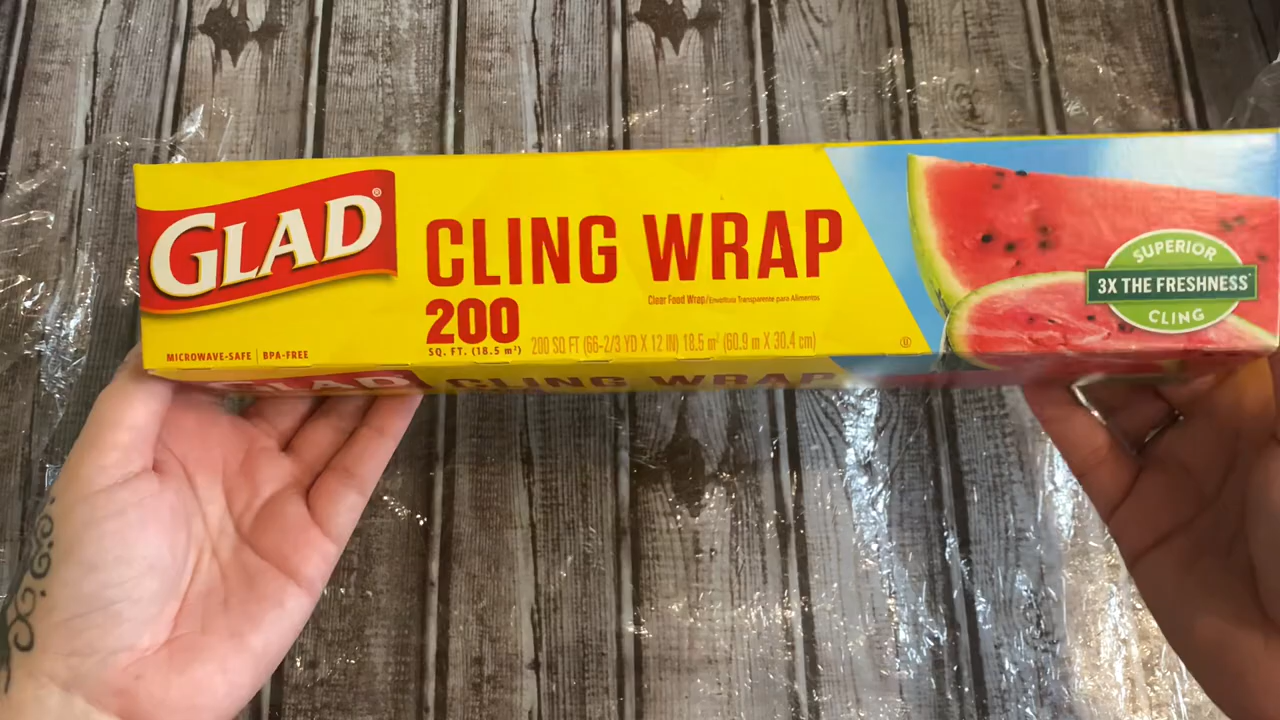 GLAD®
CLING WRAP
Clear Food Wrap/Envoltura Transparente para Alimentos
200
SQ. FT. (18.5 m²)
200 SQ FT (66-2/3 YD X 12 IN) 18.5 m² (60.9 m X 30.4 cm)
MICROWAVE-SAFE | BPA-FREE
SUPERIOR
3X THE FRESHNESS*
CLING
U
GLAD
CLING WRAP